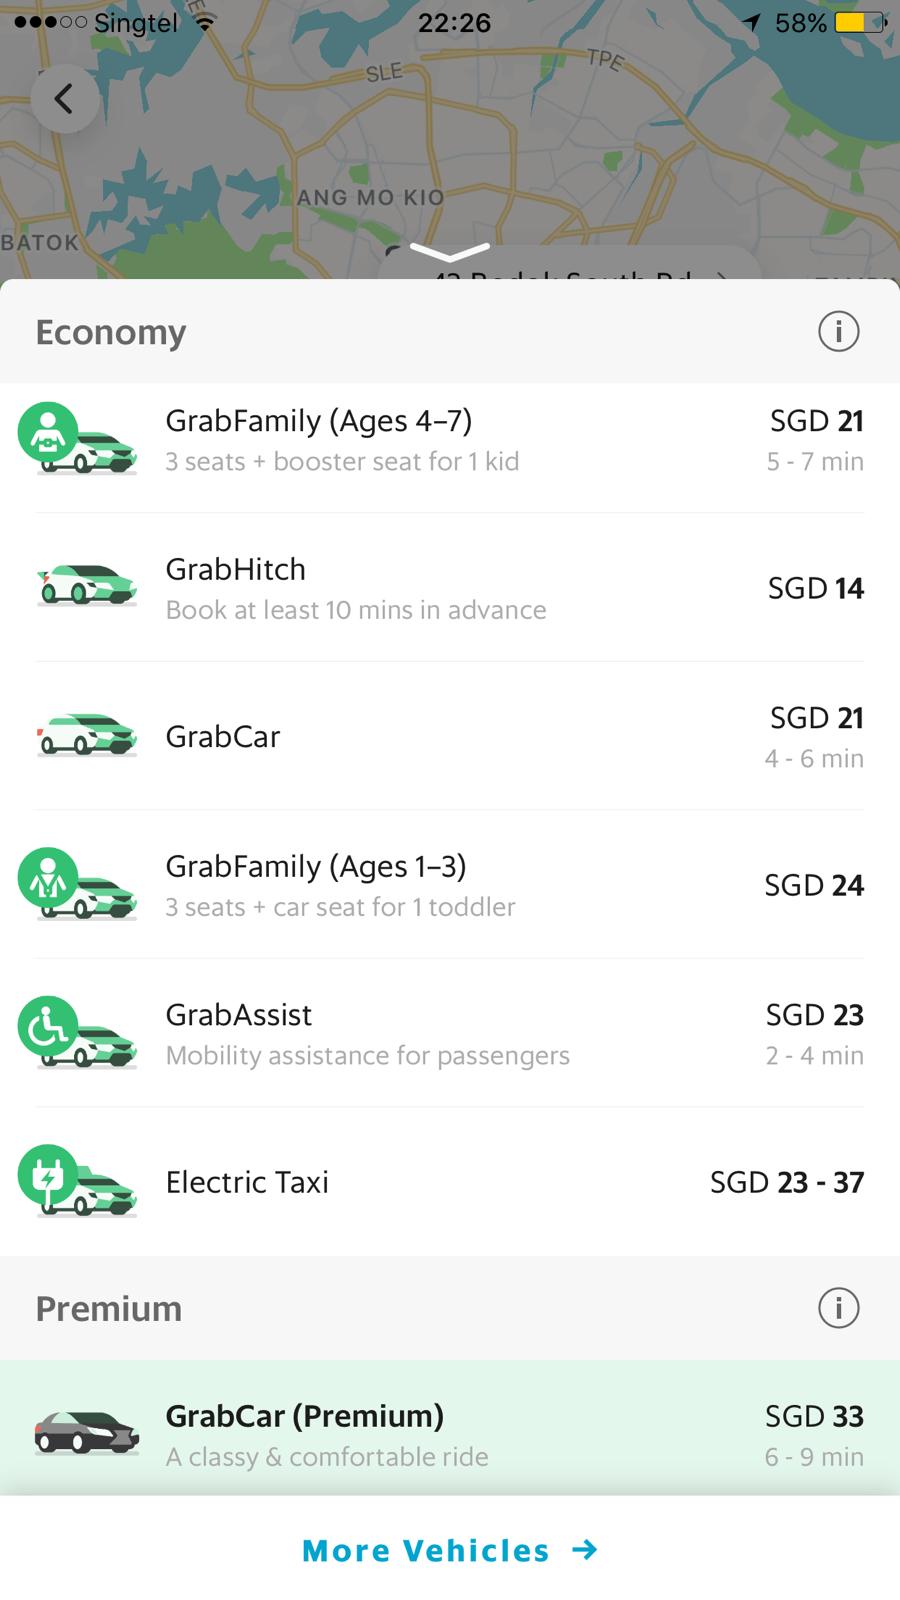 Singtel 22:26 58%
SLE
TPE
ANG MO KIO
BATOK
Bedok South Rd
Economy
GrabFamily (Ages 4–7)
SGD 21
3 seats + booster seat for 1 kid
5 - 7 min
GrabHitch
Book at least 10 mins in advance
SGD 14
GrabCar
SGD 21
4 - 6 min
GrabFamily (Ages 1–3)
3 seats + car seat for 1 toddler
SGD 24
GrabAssist
SGD 23
Mobility assistance for passengers
2 - 4 min
Electric Taxi
SGD 23 - 37
Premium
GrabCar (Premium)
SGD 33
A classy & comfortable ride
6 - 9 min
More Vehicles →